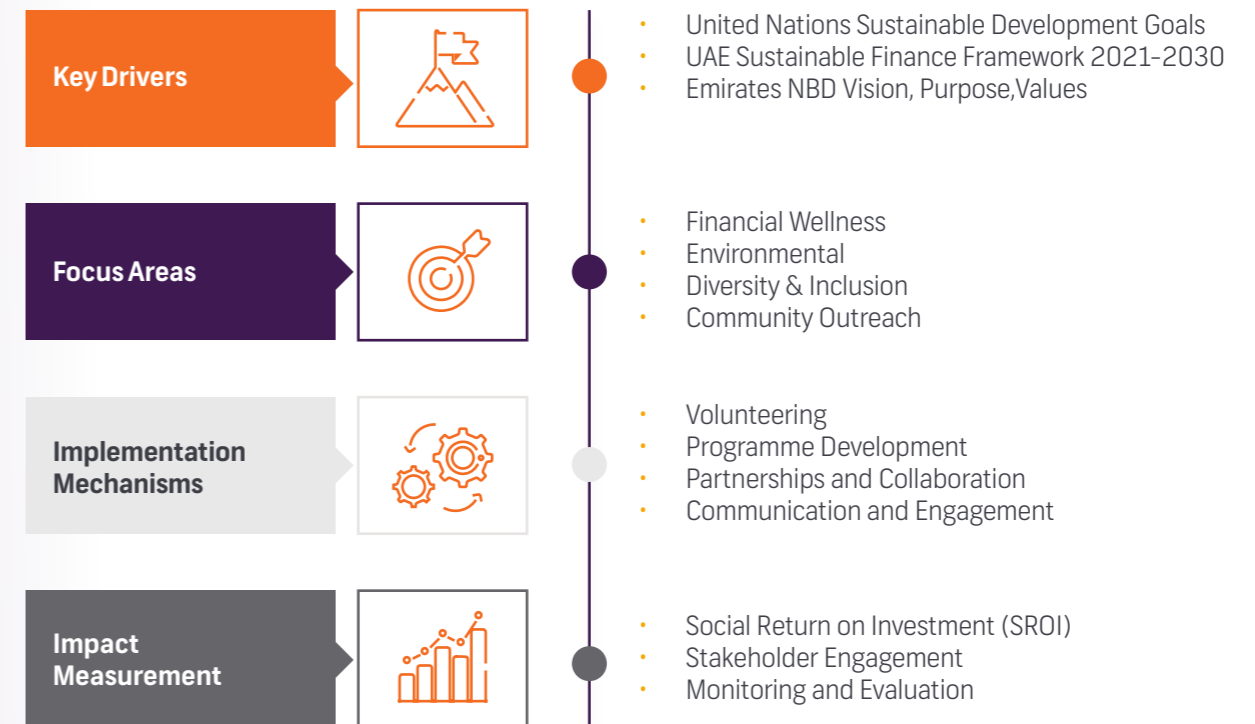 Key Drivers
• United Nations Sustainable Development Goals
• UAE Sustainable Finance Framework 2021-2030
• Emirates NBD Vision, Purpose,Values
Focus Areas
• Financial Wellness
• Environmental
• Diversity & Inclusion
• Community Outreach
Implementation
Mechanisms
• Volunteering
• Programme Development
• Partnerships and Collaboration
• Communication and Engagement
Impact
Measurement
• Social Return on Investment (SROI)
• Stakeholder Engagement
• Monitoring and Evaluation